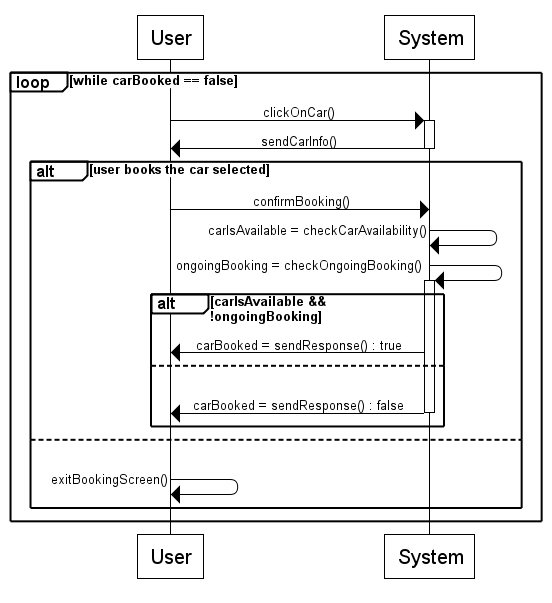 User
System
loop
[while carBooked == false]
clickOnCar()
sendCarInfo()
alt
[user books the car selected]
confirmBooking()
carIsAvailable = checkCarAvailability()
ongoingBooking = checkOngoingBooking()
alt
[carIsAvailable &&
!ongoingBooking]
carBooked = sendResponse() : true
carBooked = sendResponse() : false
exitBookingScreen()
User
System